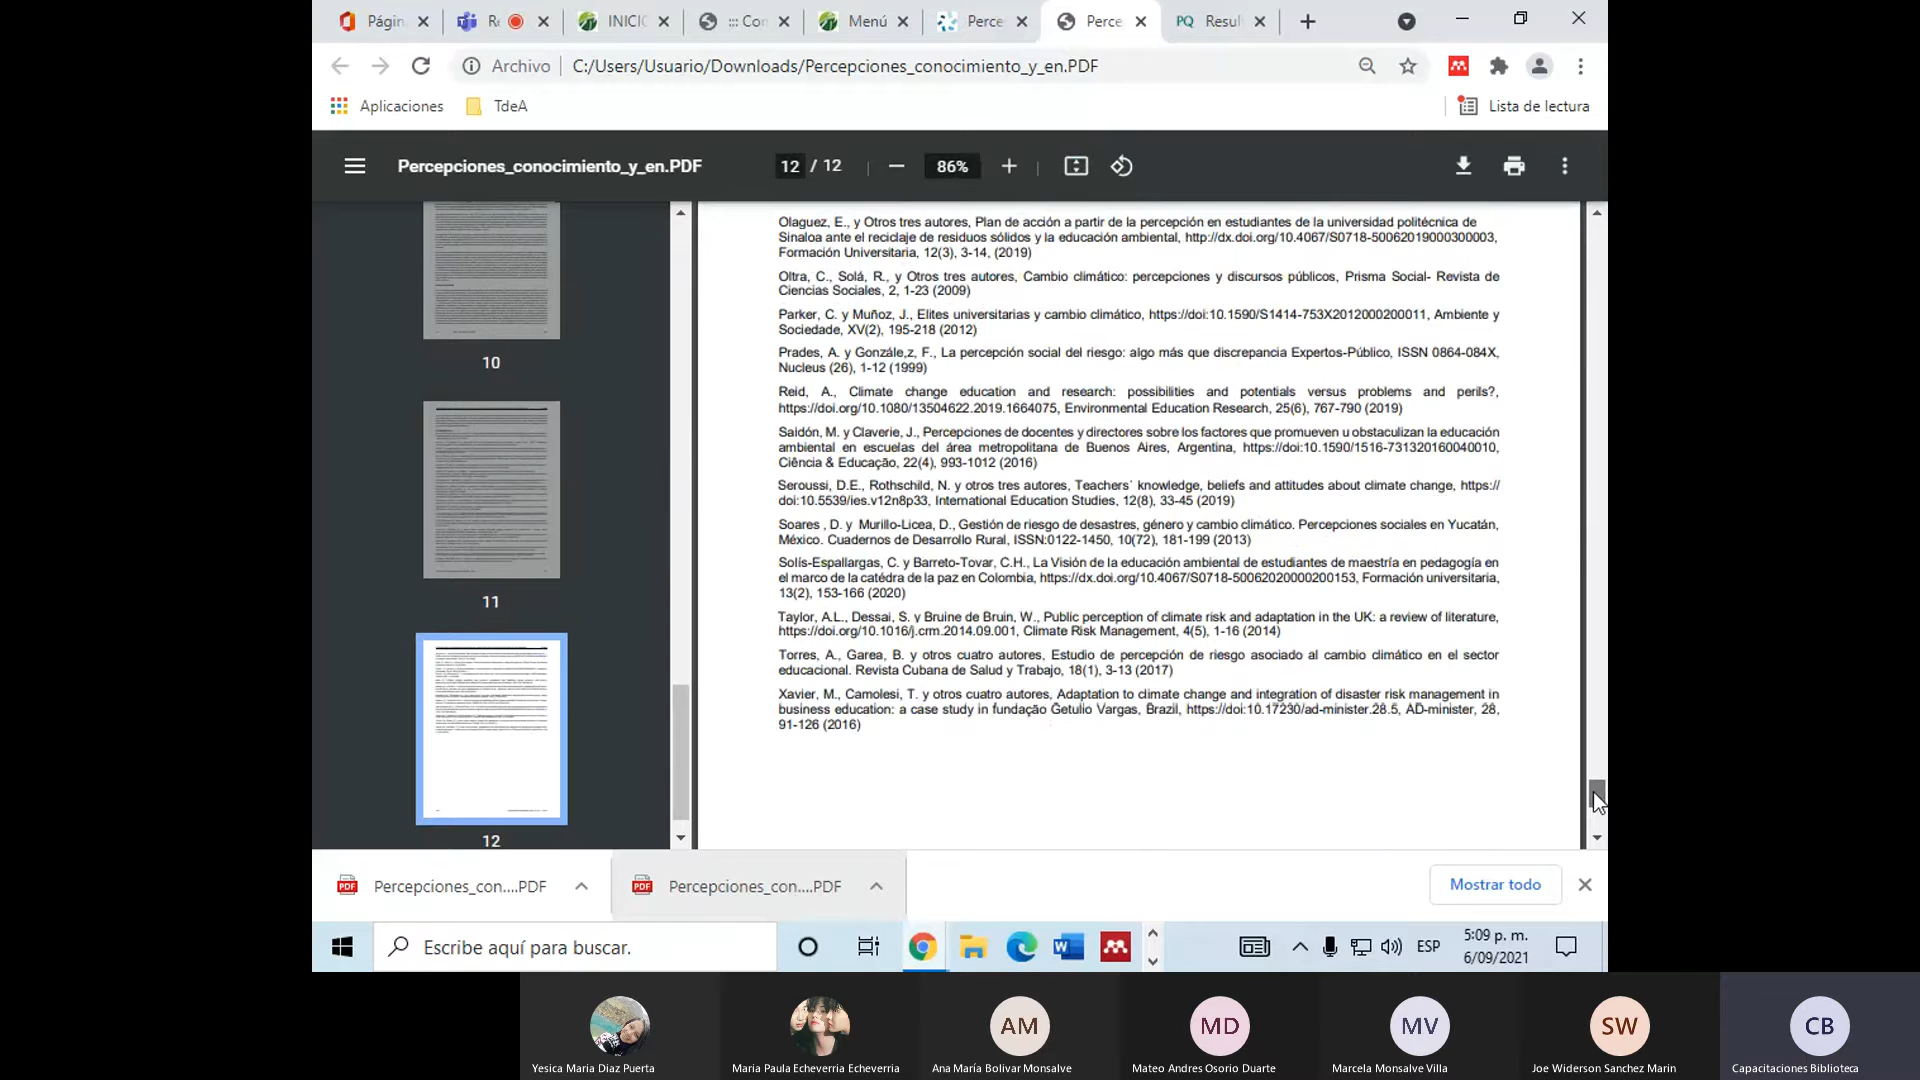 Págin
Re
INICI
::: Con
Menú
Perce
Perce
PQ Resul
Archivo C:/Users/Usuario/Downloads/Percepciones_conocimiento_y_en.PDF
Aplicaciones TdeA Lista de lectura
Percepciones_conocimiento_y_en.PDF 12 / 12 86%
10
11
12
Olaguez, E., y Otros tres autores, Plan de acción a partir de la percepción en estudiantes de la universidad politécnica de
Sinaloa ante el reciclaje de residuos sólidos y la educación ambiental, http://dx.doi.org/10.4067/S0718-50062019000300003,
Formación Universitaria, 12(3), 3-14, (2019)
Oltra, C., Solá, R., y Otros tres autores, Cambio climático: percepciones y discursos públicos, Prisma Social- Revista de
Ciencias Sociales, 2, 1-23 (2009)
Parker, C. y Muñoz, J., Elites universitarias y cambio climático, https://doi:10.1590/S1414-753X2012000200011, Ambiente y
Sociedade, XV(2), 195-218 (2012)
Prades, A. y Gonzále,z, F., La percepción social del riesgo: algo más que discrepancia Expertos-Público, ISSN 0864-084X,
Nucleus (26), 1-12 (1999)
Reid, A., Climate change education and research: possibilities and potentials versus problems and perils?,
https://doi.org/10.1080/13504622.2019.1664075, Environmental Education Research, 25(6), 767-790 (2019)
Saidón, M. y Claverie, J., Percepciones de docentes y directores sobre los factores que promueven u obstaculizan la educación
ambiental en escuelas del área metropolitana de Buenos Aires, Argentina, https://doi:10.1590/1516-731320160040010,
Ciência & Educação, 22(4), 993-1012 (2016)
Seroussi, D.E., Rothschild, N. y otros tres autores, Teachers´ knowledge, beliefs and attitudes about climate change, https://
doi:10.5539/ies.v12n8p33, International Education Studies, 12(8), 33-45 (2019)
Soares , D. y Murillo-Licea, D., Gestión de riesgo de desastres, género y cambio climático. Percepciones sociales en Yucatán,
México. Cuadernos de Desarrollo Rural, ISSN:0122-1450, 10(72), 181-199 (2013)
Solís-Espallargas, C. y Barreto-Tovar, C.H., La Visión de la educación ambiental de estudiantes de maestría en pedagogía en
el marco de la catédra de la paz en Colombia, https://dx.doi.org/10.4067/S0718-50062020000200153, Formación universitaria,
13(2), 153-166 (2020)
Taylor, A.L., Dessai, S. y Bruine de Bruin, W., Public perception of climate risk and adaptation in the UK: a review of literature,
https://doi.org/10.1016/j.crm.2014.09.001, Climate Risk Management, 4(5), 1-16 (2014)
Torres, A., Garea, B. y otros cuatro autores, Estudio de percepción de riesgo asociado al cambio climático en el sector
educacional. Revista Cubana de Salud y Trabajo, 18(1), 3-13 (2017)
Xavier, M., Camolesi, T. y otros cuatro autores, Adaptation to climate change and integration of disaster risk management in
business education: a case study in fundação Getulio Vargas, Brazil, https://doi:10.17230/ad-minister.28.5, AD-minister, 28,
91-126 (2016)
PDF Percepciones_con....PDF
PDF Percepciones_con....PDF
Mostrar todo
Escribe aquí para buscar.
ESP
5:09 p. m.
6/09/2021
AM
MD
MV
SW
CB
Yesica Maria Diaz Puerta
Maria Paula Echeverria Echeverria
Ana María Bolivar Monsalve
Mateo Andres Osorio Duarte
Marcela Monsalve Villa
Joe Widerson Sanchez Marin
Capacitaciones Biblioteca